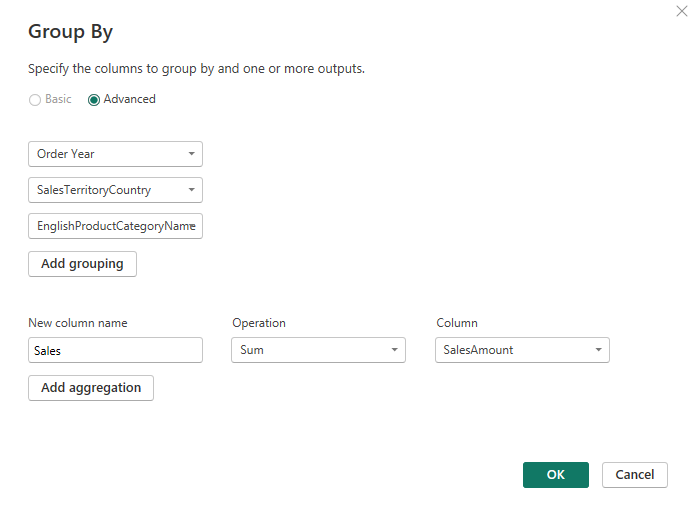 Group By
Specify the columns to group by and one or more outputs.
Basic Advanced
Order Year
SalesTerritoryCountry
EnglishProductCategoryName
Add grouping
New column name Operation Column
Sales Sum SalesAmount
Add aggregation
OK Cancel